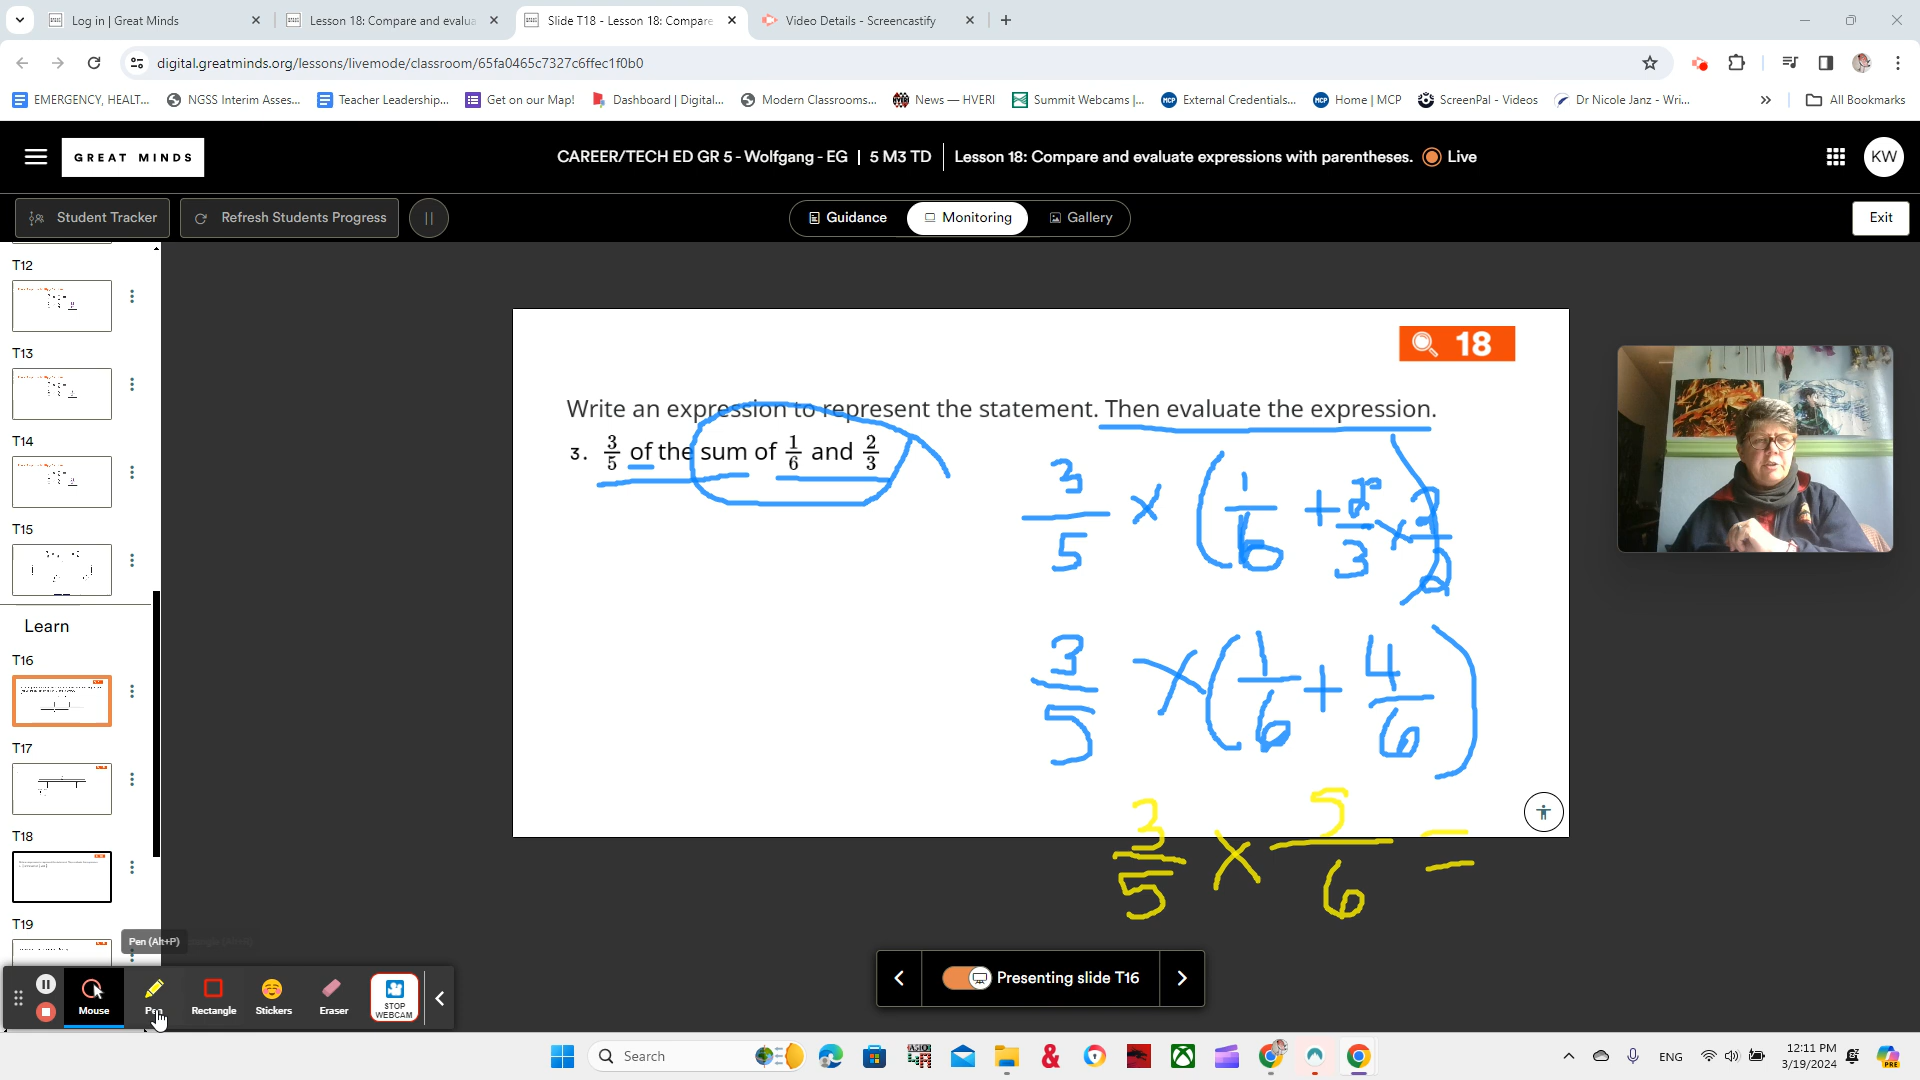 Log in | Great Minds
Lesson 18: Compare and evalua
Slide T18 - Lesson 18: Compare
Video Details - Screencastify
digital.greatminds.org/lessons/livemode/classroom/65fa0465c7327c6ffec1f0b0
EMERGENCY, HEALT...
NGSS Interim Asses...
Teacher Leadership...
Get on our Map!
Dashboard | Digital...
Modern Classrooms...
News — HVERI
Summit Webcams |...
External Credentials...
Home | MCP
ScreenPal - Videos
Dr Nicole Janz - Wri...
All Bookmarks
GREAT MINDS
CAREER/TECH ED GR 5 - Wolfgang - EG | 5 M3 TD
Lesson 18: Compare and evaluate expressions with parentheses.
Live
KW
Student Tracker
Refresh Students Progress
Guidance
Monitoring
Gallery
Exit
T12
T13
T14
T15
Learn
T16
T17
T18
T19
18
Write an expression to represent the statement. Then evaluate the expression.
3. 3/5 of the sum of 1/6 and 2/3
3/5 × (1/6 + 2/3 × 2/2)
3/5 × (1/6 + 4/6)
3/5 × 5/6 =
Pen (Alt+P)
Mouse
Pen
Rectangle
Stickers
Eraser
STOP
WEBCAM
Presenting slide T16
Search
ENG
12:11 PM
3/19/2024
PRE